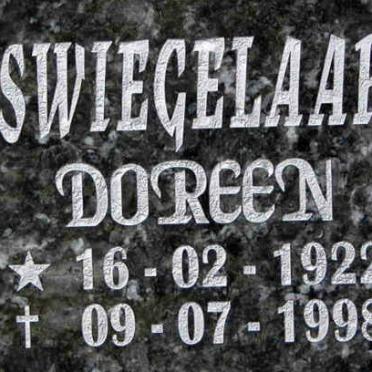 SWIEGELAAR
DOREEN
★ 16 - 02 - 1922
† 09 - 07 - 1998